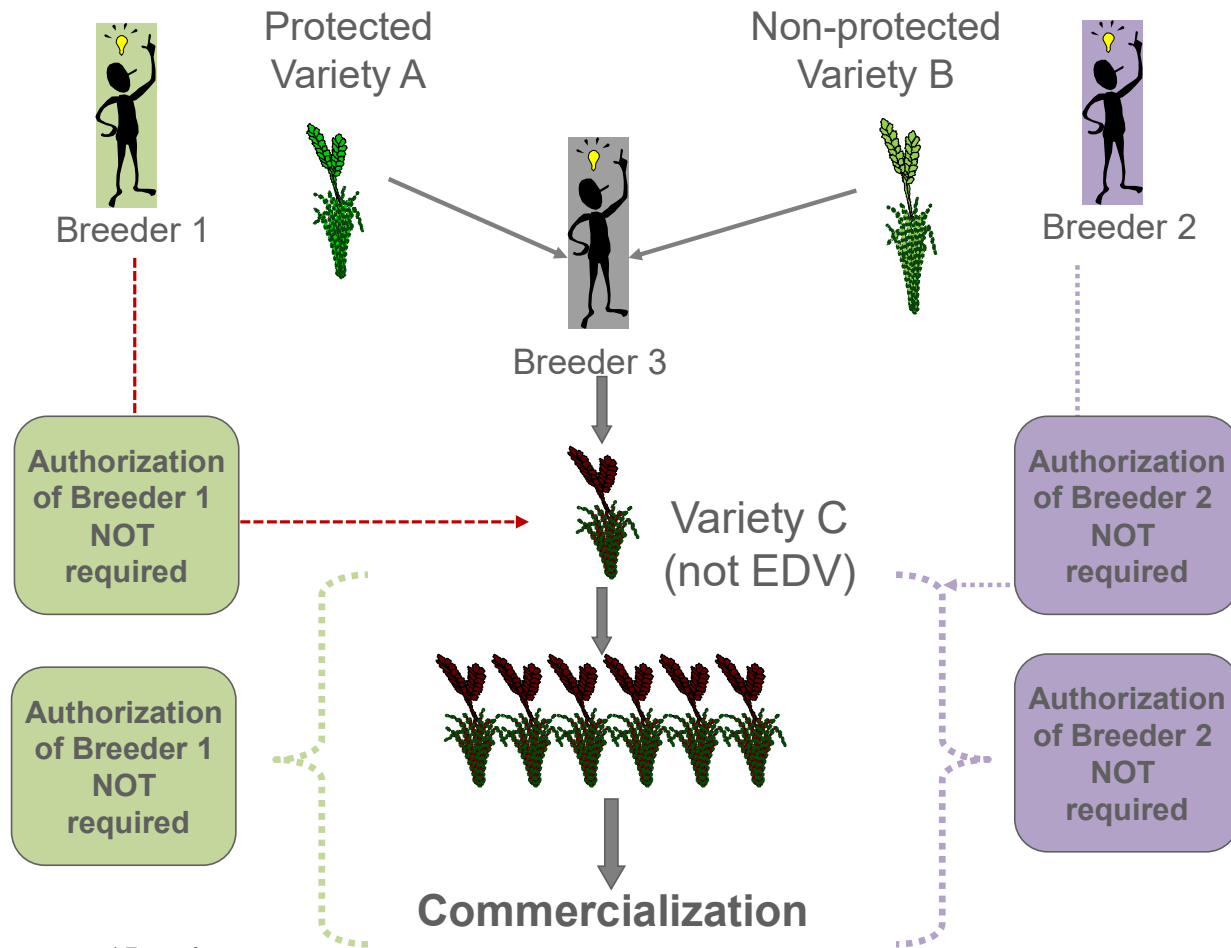 Protected
Variety A
Non-protected
Variety B
Breeder 1
Breeder 2
Breeder 3
Authorization
of Breeder 1
NOT
required
Authorization
of Breeder 2
NOT
required
Variety C
(not EDV)
Authorization
of Breeder 1
NOT
required
Authorization
of Breeder 2
NOT
required
Commercialization